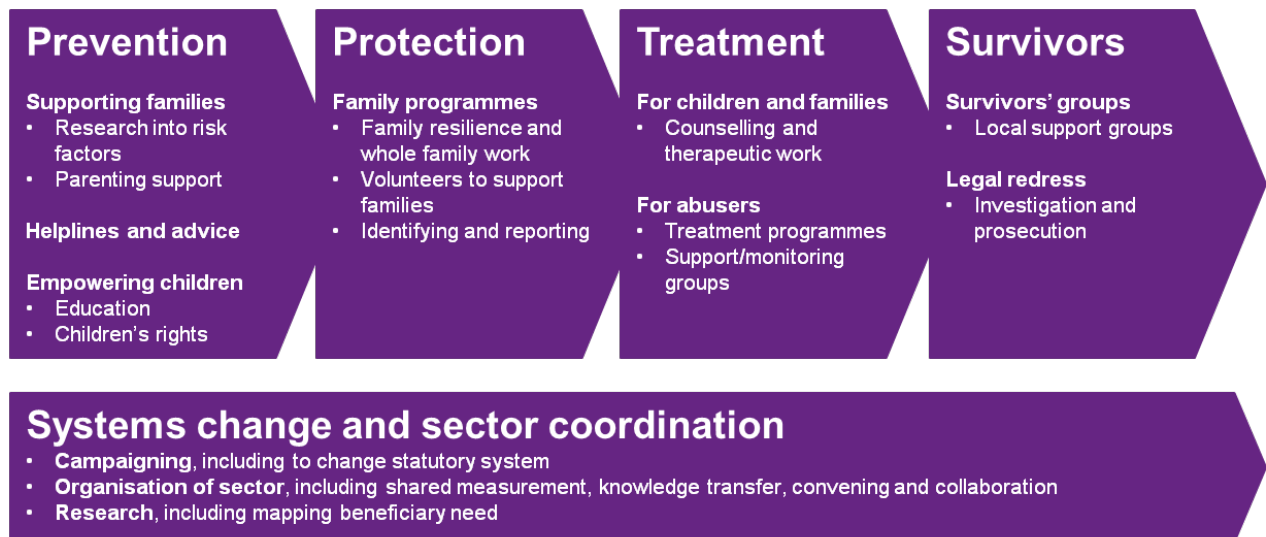 Prevention
Supporting families
• Research into risk
factors
• Parenting support
Helplines and advice
Empowering children
• Education
• Children's rights
Protection
Family programmes
• Family resilience and
whole family work
• Volunteers to support
families
• Identifying and reporting
Treatment
For children and families
• Counselling and
therapeutic work
For abusers
• Treatment programmes
• Support/monitoring
groups
Survivors
Survivors' groups
• Local support groups
Legal redress
• Investigation and
prosecution
Systems change and sector coordination
• Campaigning, including to change statutory system
• Organisation of sector, including shared measurement, knowledge transfer, convening and collaboration
• Research, including mapping beneficiary need